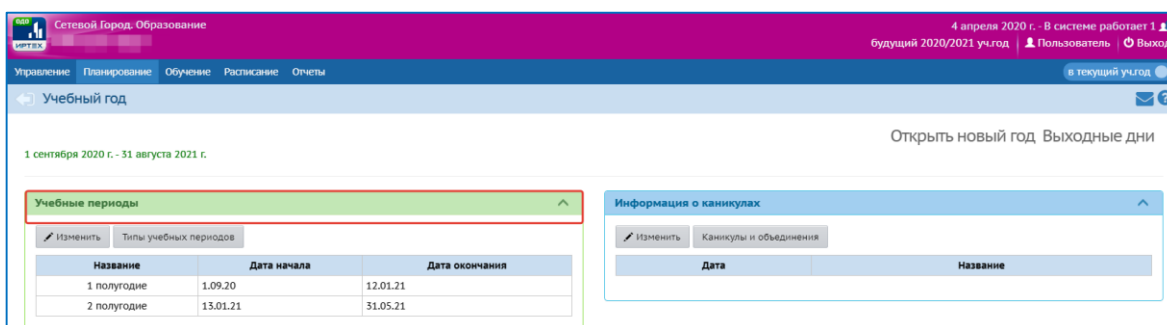 ОДО
ИРТЕХ
Сетевой Город. Образование
4 апреля 2020 г. - В системе работает 1
будущий 2020/2021 уч.год Пользователь Выход
Управление Планирование Обучение Расписание Отчеты
в текущий уч.год
Учебный год
Открыть новый год Выходные дни
1 сентября 2020 г. - 31 августа 2021 г.
Учебные периоды
Изменить Типы учебных периодов
Название Дата начала Дата окончания
1 полугодие 1.09.20 12.01.21
2 полугодие 13.01.21 31.05.21
Информация о каникулах
Изменить Каникулы и объединения
Дата Название